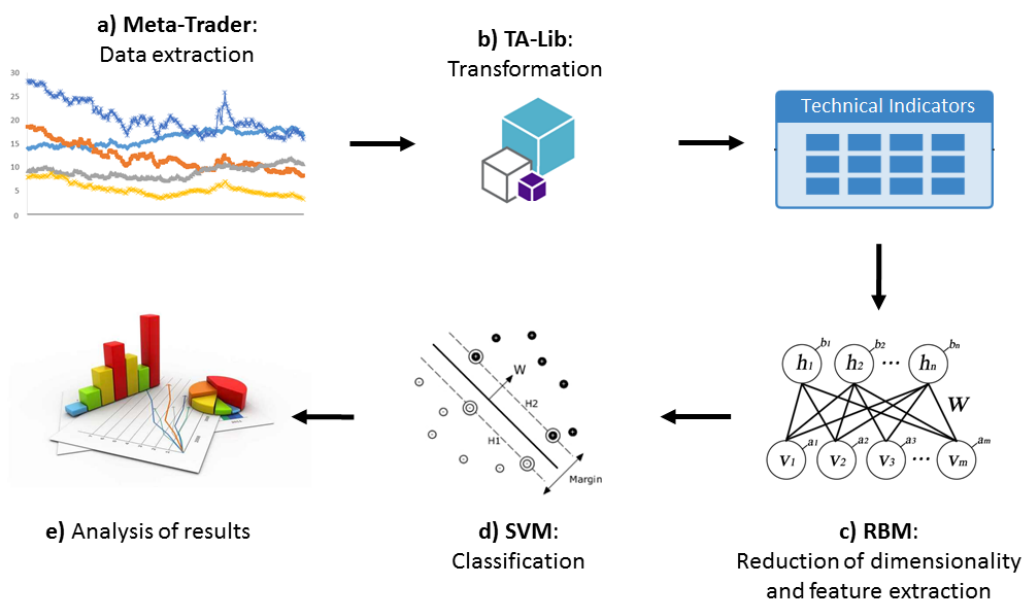 a) Meta-Trader:
Data extraction
30
25
20
15
10
5
0
b) TA-Lib:
Transformation
Technical Indicators
h1 b1
h2 b2
...
hn bn
W
v1 a1
v2 a2
v3 a3
...
vm am
W
H2
H1
Margin
e) Analysis of results
d) SVM:
Classification
c) RBM:
Reduction of dimensionality
and feature extraction